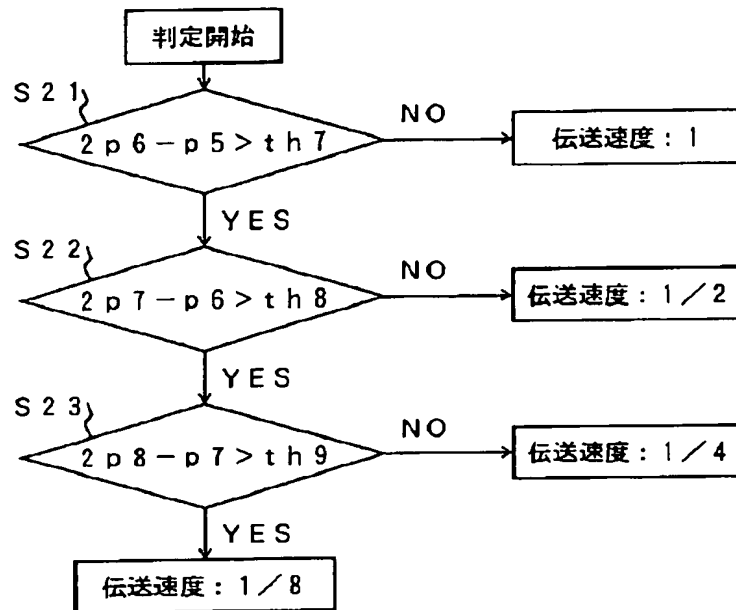 判定開始
S21
2p6-p5>th7
NO
伝送速度:1
YES
S22
2p7-p6>th8
NO
伝送速度:1/2
YES
S23
2p8-p7>th9
NO
伝送速度:1/4
YES
伝送速度:1/8